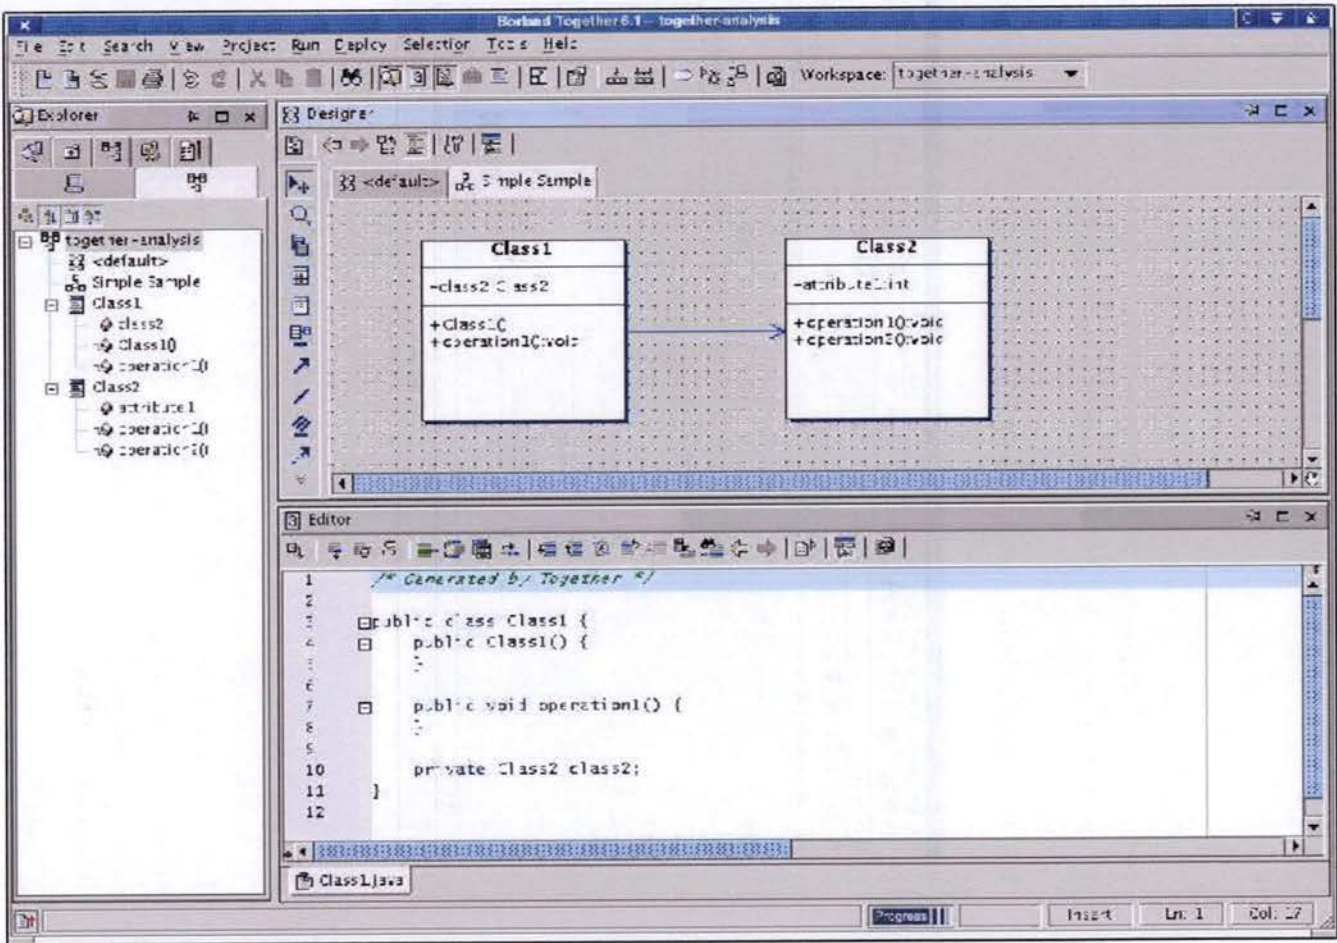 Borland Together 6.1 – together-analysis
File Edit Search View Project Run Deploy Selection Tools Help
Workspace: together-analysis
Explorer
together-analysis
<default>
Simple Sample
Class1
class2
Class1()
operation1()
Class2
attribute1
operation1()
operation2()
Designer
<default> Simple Sample
Class1
-class2:Class2
+Class1()
+operation1():void
Class2
-attribute1:int
+operation1():void
+operation2():void
Editor
1 /* Generated by Together */
2
3 public class Class1 {
4 public Class1() {
5 }
6
7 public void operation1() {
8 }
9
10 private Class2 class2;
11 }
12
Class1.java
Progress
Insert Ln: 1 Col: 17